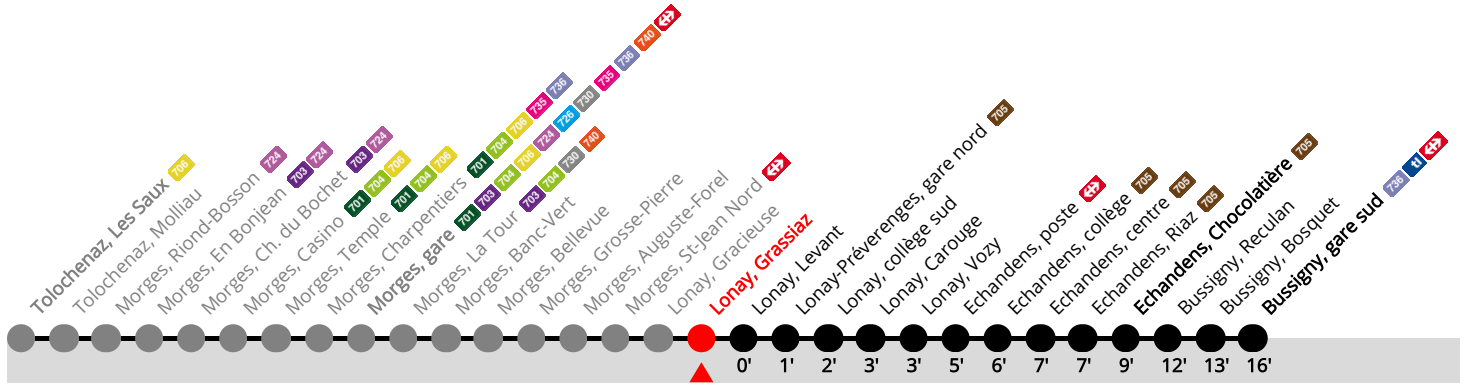 Tolochenaz, Les Saux 706
Tolochenaz, Molliau
Morges, Riond-Bosson 724
Morges, En Bonjean 703 724
Morges, Ch. du Bochet 703 724
Morges, Casino 701 704 706
Morges, Temple 701 704 706
Morges, Charpentiers 701 704 706 735 736
Morges, gare 701 703 704 706 724 726 730 735 736 740
Morges, La Tour 703 704 730 740
Morges, Banc-Vert
Morges, Bellevue
Morges, Grosse-Pierre
Morges, Auguste-Forel
Morges, St-Jean Nord
Lonay, Gracieuse
Lonay, Grassiaz
Lonay, Levant
Lonay-Préverenges, gare nord 705
Lonay, collège sud
Lonay, Carouge
Lonay, Vozy
Echandens, poste
Echandens, collège 705
Echandens, centre 705
Echandens, Riaz 705
Echandens, Chocolatière 705
Bussigny, Reculan
Bussigny, Bosquet
Bussigny, gare sud 736 tl
0' 1' 2' 3' 3' 5' 6' 7' 7' 9' 12' 13' 16'